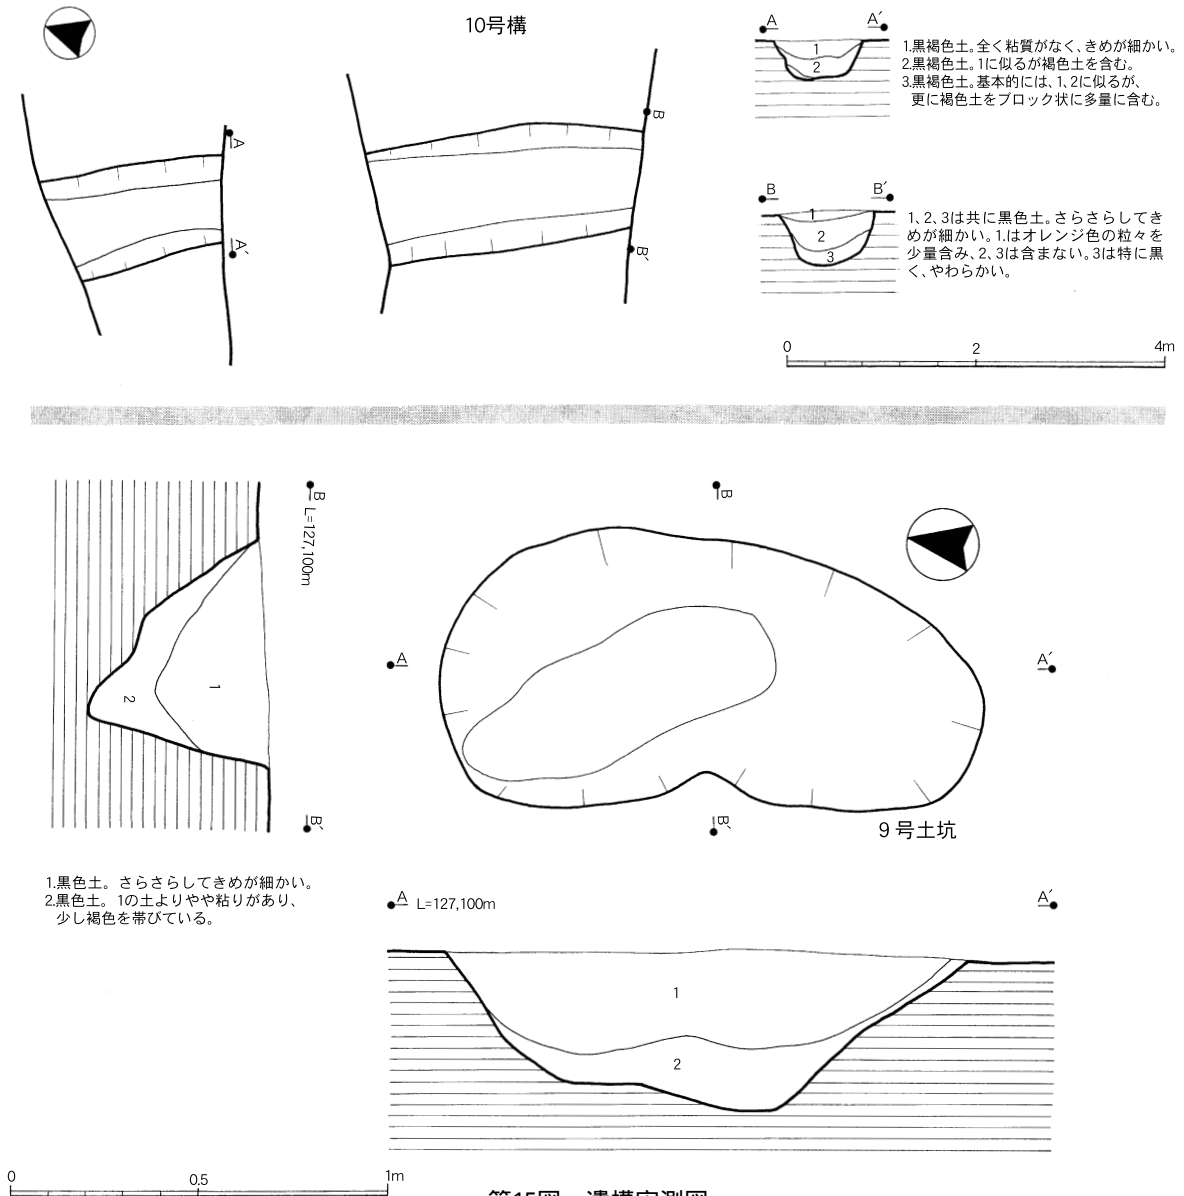 10号構
A
A′
B
B′
A
A′
1
2
1.黒褐色土。全く粘質がなく、きめが細かい。
2.黒褐色土。1に似るが褐色土を含む。
3.黒褐色土。基本的には、1、2に似るが、
更に褐色土をブロック状に多量に含む。
B
B′
1
2
3
1、2、3は共に黒色土。さらさらしてき
めが細かい。1.はオレンジ色の粒々を
少量含み、2、3は含まない。3は特に黒
く、やわらかい。
0 2 4m
B
L=127,100m
1
2
B′
1.黒色土。さらさらしてきめが細かい。
2.黒色土。1の土よりやや粘りがあり、
少し褐色を帯びている。
B
A
A′
B′
9号土坑
A L=127,100m
A′
1
2
0 0.5 1m
第15図 遺構実測図